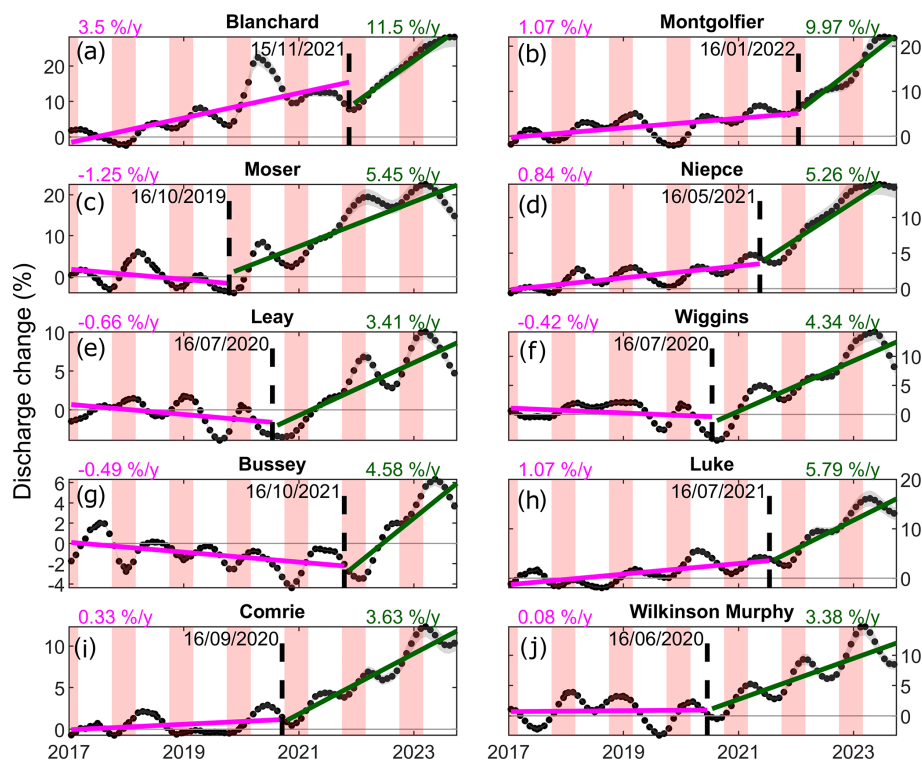 Blanchard
3.5 %/y
11.5 %/y
(a)
15/11/2021
20
10
0
Montgolfier
1.07 %/y
9.97 %/y
(b)
16/01/2022
20
10
0
Moser
-1.25 %/y
5.45 %/y
(c)
16/10/2019
20
10
0
Niepce
0.84 %/y
5.26 %/y
(d)
16/05/2021
10
5
0
Leay
-0.66 %/y
3.41 %/y
(e)
16/07/2020
10
5
0
Wiggins
-0.42 %/y
4.34 %/y
(f)
16/07/2020
10
5
0
Bussey
-0.49 %/y
4.58 %/y
(g)
16/10/2021
6
4
2
0
-2
-4
Luke
1.07 %/y
5.79 %/y
(h)
16/07/2021
20
10
0
Comrie
0.33 %/y
3.63 %/y
(i)
16/09/2020
10
5
0
Wilkinson Murphy
0.08 %/y
3.38 %/y
(j)
16/06/2020
10
5
0
Discharge change (%)
2017 2019 2021 2023
2017 2019 2021 2023